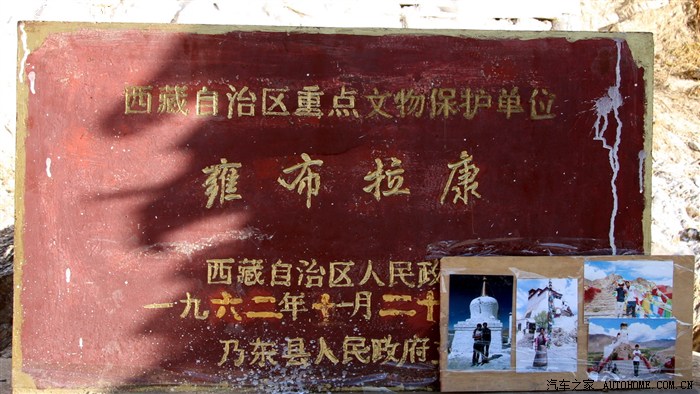 西藏自治区重点文物保护单位
雍布拉康
西藏自治区人民政
一九六二年十一月二十
乃东县人民政府
汽车之家 AUTOHOME.COM.CN